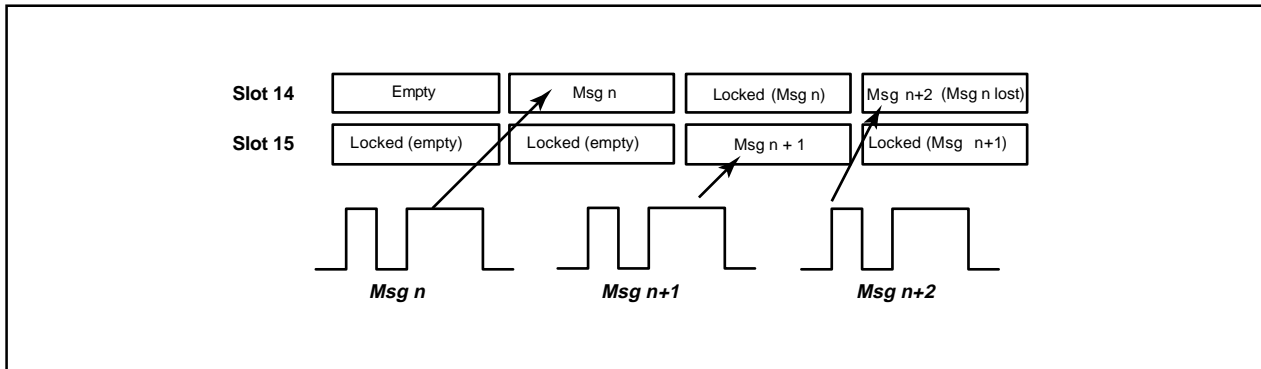 Slot 14 Empty Msg n Locked (Msg n) Msg n+2 (Msg n lost)
Slot 15 Locked (empty) Locked (empty) Msg n + 1 Locked (Msg n+1)
Msg n Msg n+1 Msg n+2